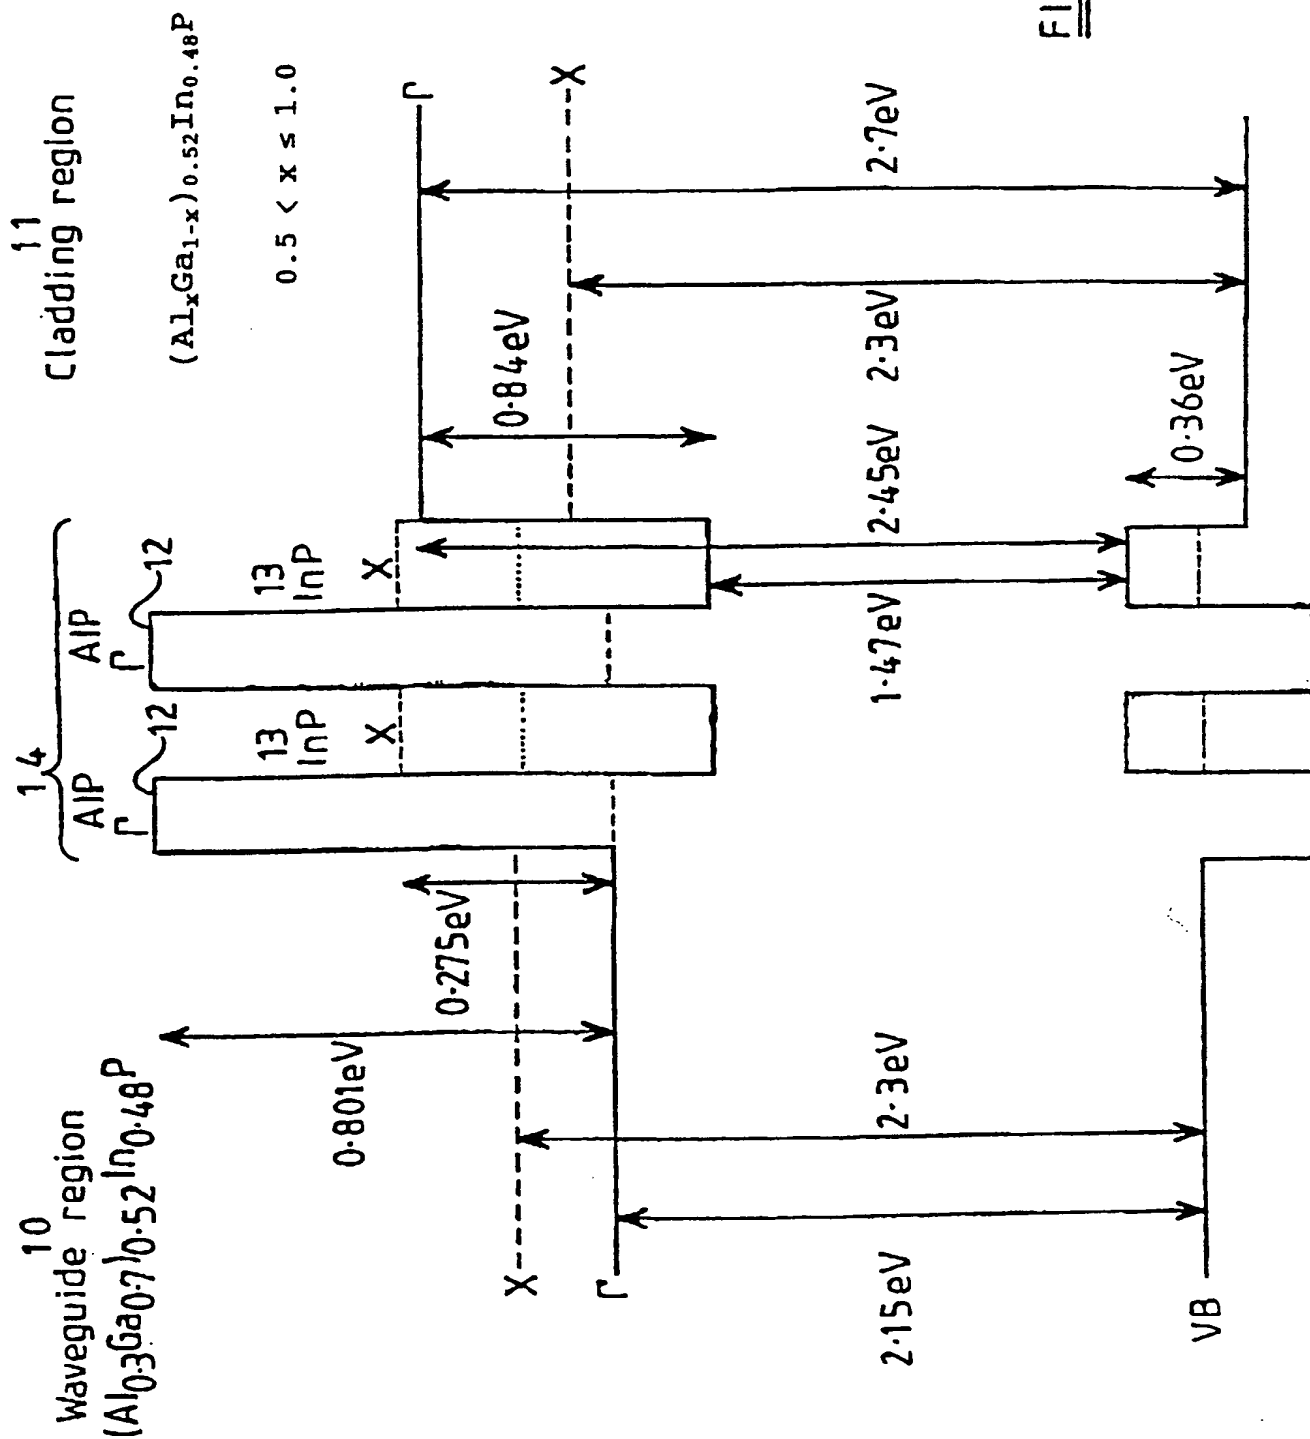 10
Waveguide region
(Al0·3Ga0·7)0·52In0·48P
14
AlP
Γ
12
13
InP
X
AlP
Γ
12
13
InP
X
11
Cladding region
(AlxGa1-x)0.52In0.48P
0.5 < x ≤ 1.0
0·801eV
0·275eV
X
Γ
0·84eV
Γ
X
2·15eV
2·3eV
1·47eV
2·45eV
2·3eV
2·7eV
0·36eV
VB
FI